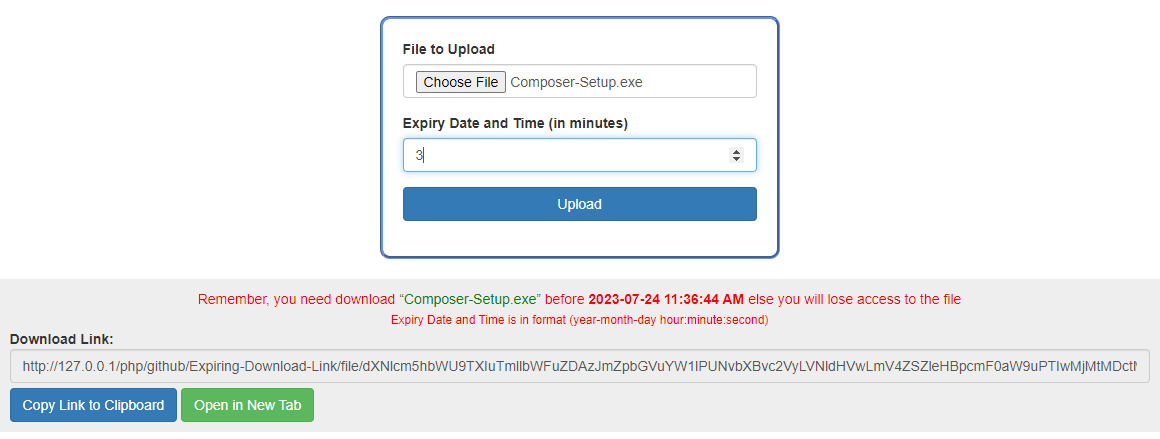 File to Upload
Choose File Composer-Setup.exe
Expiry Date and Time (in minutes)
3
Upload
Remember, you need download “Composer-Setup.exe” before 2023-07-24 11:36:44 AM else you will lose access to the file
Expiry Date and Time is in format (year-month-day hour:minute:second)
Download Link:
http://127.0.0.1/php/github/Expiring-Download-Link/file/dXNlcm5hbWU9TXIuTmllbWFuZDAzJmZpbGVuYW1lPUNvbXBvc2VyLVNldHVwLmV4ZSZleHBpcmF0aW9uPTIwMjMtMDctM
Copy Link to Clipboard Open in New Tab